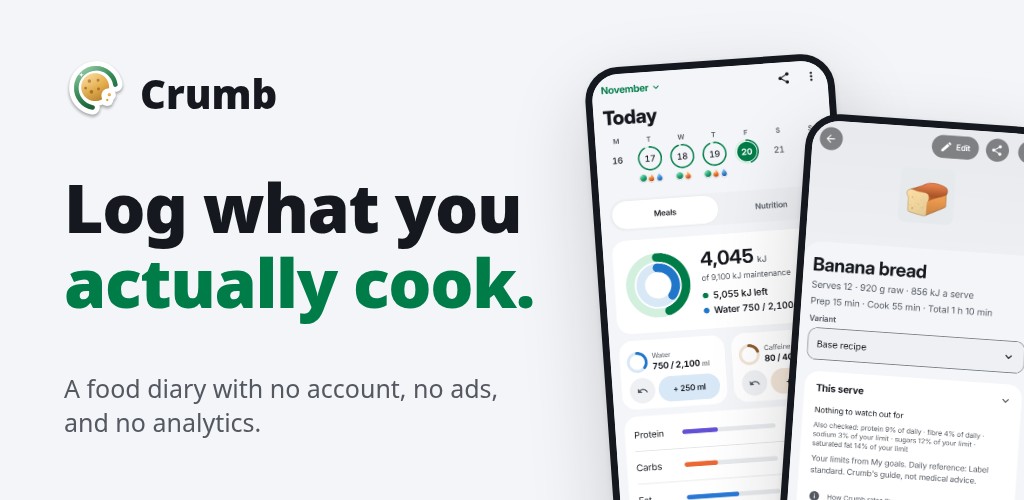 Crumb
Log what you
actually cook.
A food diary with no account, no ads,
and no analytics.
November
Today
M T W T F S
16 17 18 19 20 21
Meals
Nutrition
4,045 kJ
of 9,100 kJ maintenance
5,055 kJ left
Water 750 / 2,100
Water
750 / 2,100 ml
+ 250 ml
Caffeine
80 / 40
Protein
Carbs
Edit
Banana bread
Serves 12 · 920 g raw · 856 kJ a serve
Prep 15 min · Cook 55 min · Total 1 h 10 min
Variant
Base recipe
This serve
Nothing to watch out for
Also checked: protein 9% of daily · fibre 4% of daily ·
sodium 3% of your limit · sugars 12% of your limit ·
saturated fat 14% of your limit
Your limits from My goals. Daily reference: Label
standard. Crumb's guide, not medical advice.
How Crumb